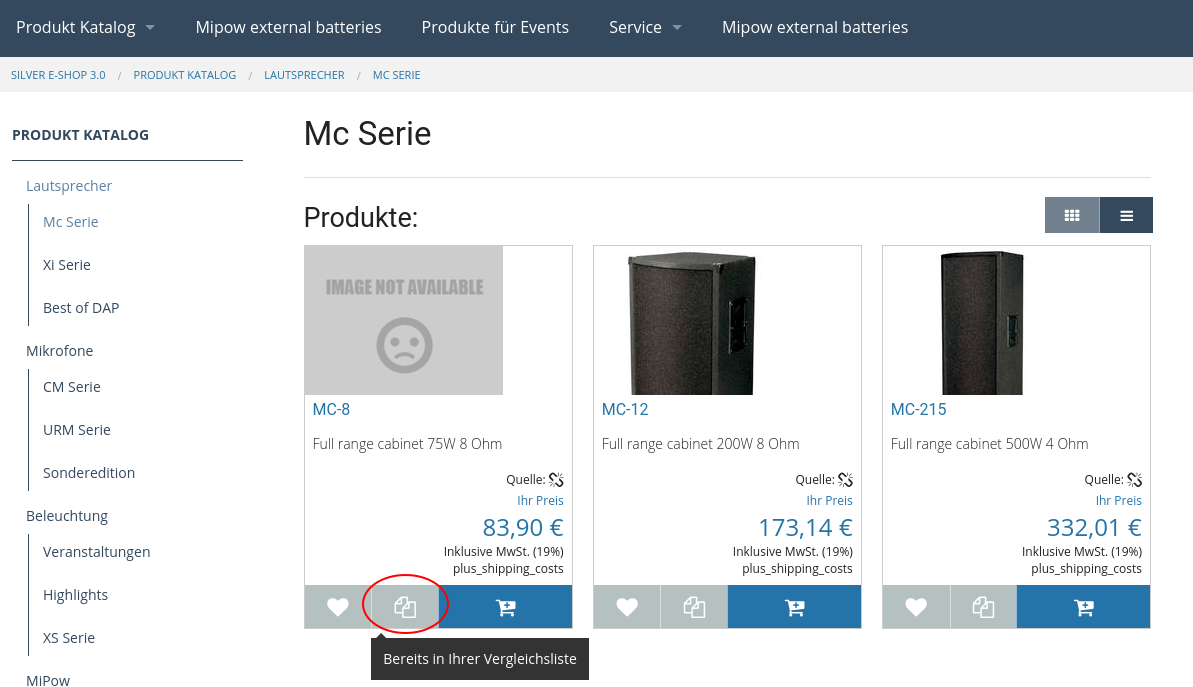 Produkt Katalog Mipow external batteries Produkte für Events Service Mipow external batteries
SILVER E-SHOP 3.0 / PRODUKT KATALOG / LAUTSPRECHER / MC SERIE
PRODUKT KATALOG
Lautsprecher
Mc Serie
Xi Serie
Best of DAP
Mikrofone
CM Serie
URM Serie
Sonderedition
Beleuchtung
Veranstaltungen
Highlights
XS Serie
MiPow
Mc Serie
Produkte:
IMAGE NOT AVAILABLE
MC-8
Full range cabinet 75W 8 Ohm
Quelle:
Ihr Preis
83,90 €
Inklusive MwSt. (19%)
plus_shipping_costs
Bereits in Ihrer Vergleichsliste
MC-12
Full range cabinet 200W 8 Ohm
Quelle:
Ihr Preis
173,14 €
Inklusive MwSt. (19%)
plus_shipping_costs
MC-215
Full range cabinet 500W 4 Ohm
Quelle:
Ihr Preis
332,01 €
Inklusive MwSt. (19%)
plus_shipping_costs